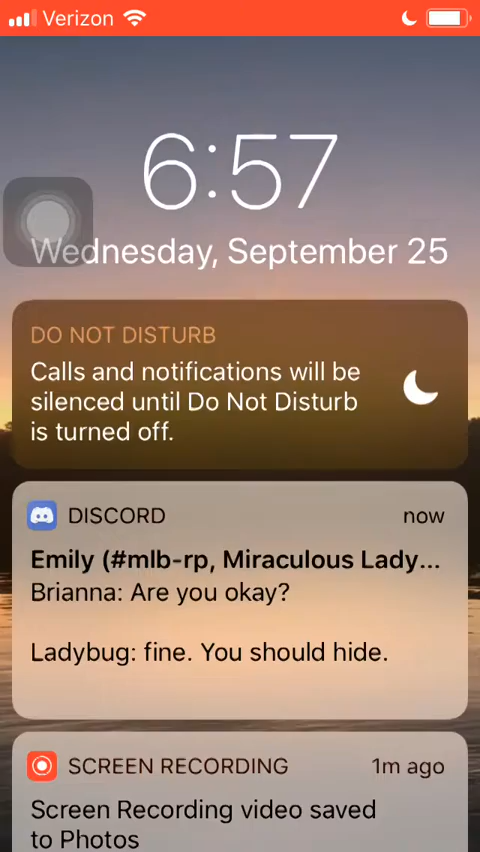 Verizon
6:57
Wednesday, September 25
DO NOT DISTURB
Calls and notifications will be
silenced until Do Not Disturb
is turned off.
DISCORD now
Emily (#mlb-rp, Miraculous Lady...
Brianna: Are you okay?
Ladybug: fine. You should hide.
SCREEN RECORDING 1m ago
Screen Recording video saved
to Photos